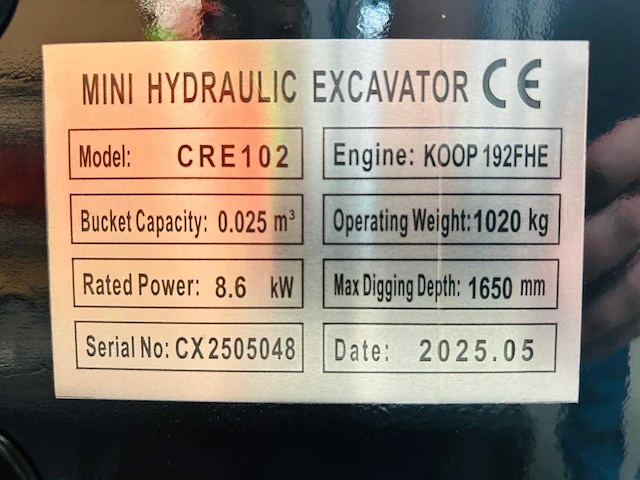 MINI HYDRAULIC EXCAVATOR CE
Model: CRE102
Engine: KOOP 192FHE
Bucket Capacity: 0.025 m³
Operating Weight: 1020 kg
Rated Power: 8.6 kW
Max Digging Depth: 1650 mm
Serial No: CX2505048
Date: 2025.05